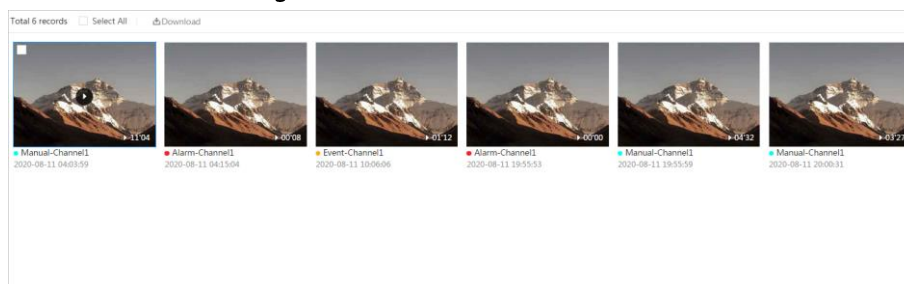 Total 6 records Select All Download
11'04 00'08 01'12 00'00 04'32 03'27
Manual-Channel1 Alarm-Channel1 Event-Channel1 Alarm-Channel1 Manual-Channel1 Manual-Channel1
2020-08-11 04:03:59 2020-08-11 04:15:04 2020-08-11 10:06:06 2020-08-11 19:55:53 2020-08-11 19:55:59 2020-08-11 20:00:31